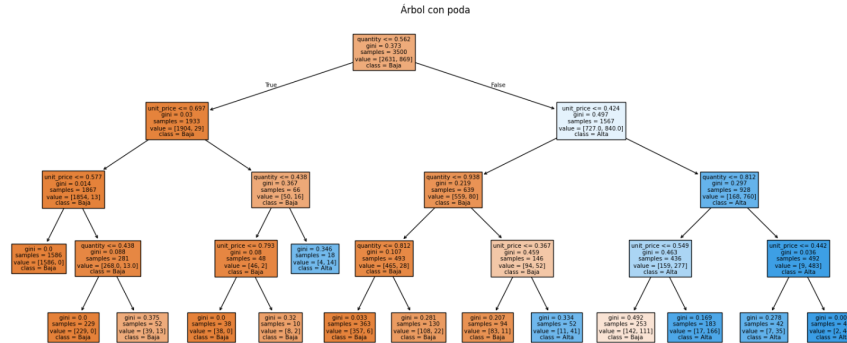 Árbol con poda
quantity <= 0.562
gini = 0.373
samples = 3500
value = [2631, 869]
class = Baja
True
False
unit_price <= 0.697
gini = 0.03
samples = 1933
value = [1904, 29]
class = Baja
unit_price <= 0.424
gini = 0.497
samples = 1567
value = [727.0, 840.0]
class = Alta
unit_price <= 0.577
gini = 0.014
samples = 1867
value = [1854, 13]
class = Baja
quantity <= 0.438
gini = 0.367
samples = 66
value = [50, 16]
class = Baja
quantity <= 0.938
gini = 0.219
samples = 639
value = [559, 80]
class = Baja
quantity <= 0.812
gini = 0.297
samples = 928
value = [168, 760]
class = Alta
gini = 0.0
samples = 1586
value = [1586, 0]
class = Baja
quantity <= 0.438
gini = 0.088
samples = 281
value = [268.0, 13.0]
class = Baja
unit_price <= 0.793
gini = 0.08
samples = 48
value = [46, 2]
class = Baja
gini = 0.346
samples = 18
value = [4, 14]
class = Alta
quantity <= 0.812
gini = 0.107
samples = 493
value = [465, 28]
class = Baja
unit_price <= 0.367
gini = 0.459
samples = 146
value = [94, 52]
class = Baja
unit_price <= 0.549
gini = 0.463
samples = 436
value = [159, 277]
class = Alta
unit_price <= 0.442
gini = 0.036
samples = 492
value = [9, 483]
class = Alta
gini = 0.0
samples = 229
value = [229, 0]
class = Baja
gini = 0.375
samples = 52
value = [39, 13]
class = Baja
gini = 0.0
samples = 38
value = [38, 0]
class = Baja
gini = 0.32
samples = 10
value = [8, 2]
class = Baja
gini = 0.033
samples = 363
value = [357, 6]
class = Baja
gini = 0.281
samples = 130
value = [108, 22]
class = Baja
gini = 0.207
samples = 94
value = [83, 11]
class = Baja
gini = 0.334
samples = 52
value = [11, 41]
class = Alta
gini = 0.492
samples = 253
value = [142, 111]
class = Baja
gini = 0.169
samples = 183
value = [17, 166]
class = Alta
gini = 0.278
samples = 42
value = [7, 35]
class = Alta
gini = 0.00
samples = 4
value = [2, 4
class = Alt